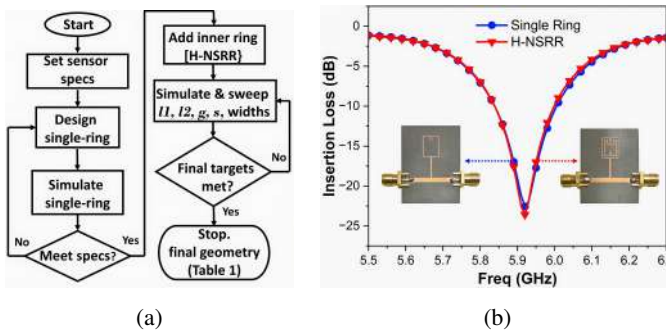 Start
Set sensor
specs
Design
single-ring
Simulate
single-ring
No
Meet specs?
Yes
Add inner ring
[H-NSRR}
Simulate & sweep
l1, l2, g, s, widths
Final targets
met?
No
Yes
Stop.
final geometry
(Table 1)
(a)
Single Ring
H-NSRR
Insertion Loss (dB)
0
−5
−10
−15
−20
−25
5.5
5.6
5.7
5.8
5.9
6.0
6.1
6.2
Freq (GHz)
(b)